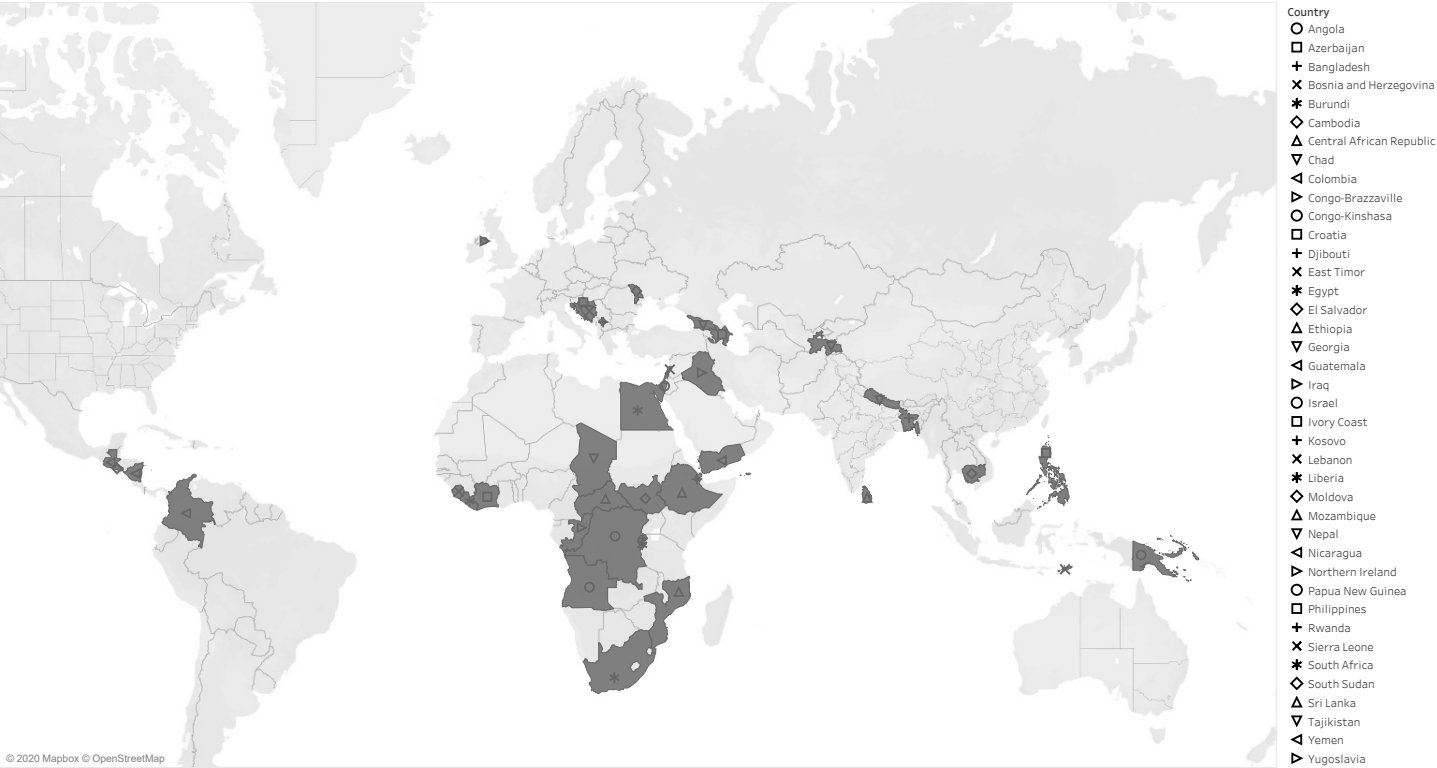 Country
Angola
Azerbaijan
Bangladesh
Bosnia and Herzegovina
Burundi
Cambodia
Central African Republic
Chad
Colombia
Congo-Brazzaville
Congo-Kinshasa
Croatia
Djibouti
East Timor
Egypt
El Salvador
Ethiopia
Georgia
Guatemala
Iraq
Israel
Ivory Coast
Kosovo
Lebanon
Liberia
Moldova
Mozambique
Nepal
Nicaragua
Northern Ireland
Papua New Guinea
Philippines
Rwanda
Sierra Leone
South Africa
South Sudan
Sri Lanka
Tajikistan
Yemen
Yugoslavia
© 2020 Mapbox © OpenStreetMap